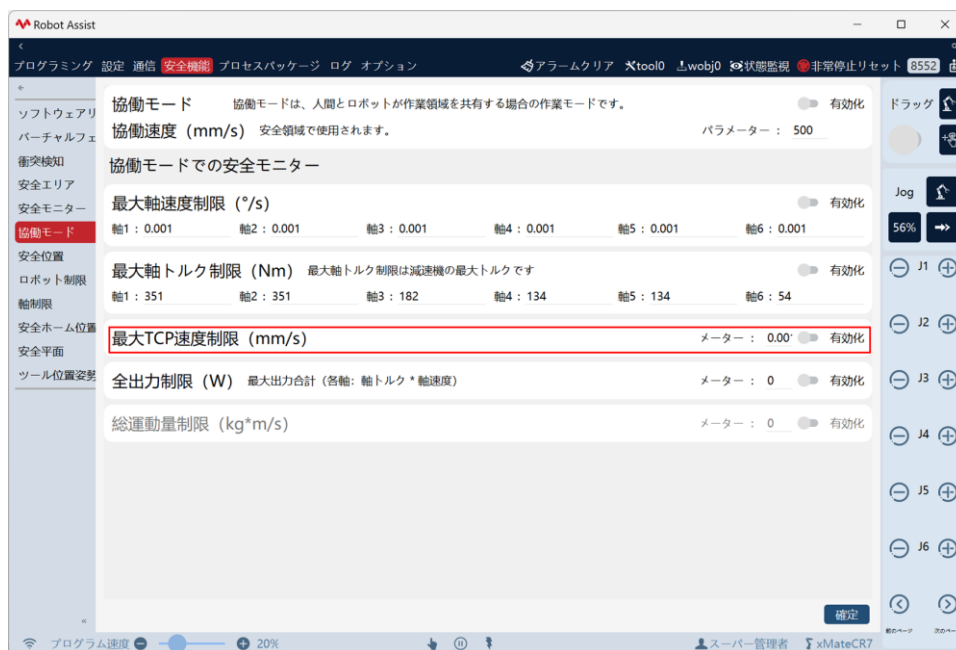 Robot Assist
プログラミング 設定 通信 安全機能 プロセスパッケージ ログ オプション アラームクリア tool0 wobj0 状態監視 非常停止リセット 8552
ソフトウェアリ
バーチャルフェ
衝突検知
安全エリア
安全モニター
協働モード
安全位置
ロボット制限
軸制限
安全ホーム位置
安全平面
ツール位置姿勢
協働モード 協働モードは、人間とロボットが作業領域を共有する場合の作業モードです。 有効化
协働速度 (mm/s) 安全領域で使用されます。 パラメーター： 500
協働モードでの安全モニター
最大軸速度制限 (°/s) 有効化
軸1：0.001 軸2：0.001 軸3：0.001 軸4：0.001 軸5：0.001 軸6：0.001
最大軸トルク制限 (Nm) 最大軸トルク制限は減速機の最大トルクです 有効化
軸1：351 軸2：351 軸3：182 軸4：134 軸5：134 軸6：54
最大TCP速度制限 (mm/s) メーター： 0.00 有効化
全出力制限 (W) 最大出力合計（各軸: 軸トルク * 軸速度） メーター： 0 有効化
総運動量制限 (kg*m/s) メーター： 0 有効化
確定
ドラッグ
Jog
56%
J1
J2
J3
J4
J5
J6
前のページ 次のペー
プログラム速度 20% スーパー管理者 xMateCR7